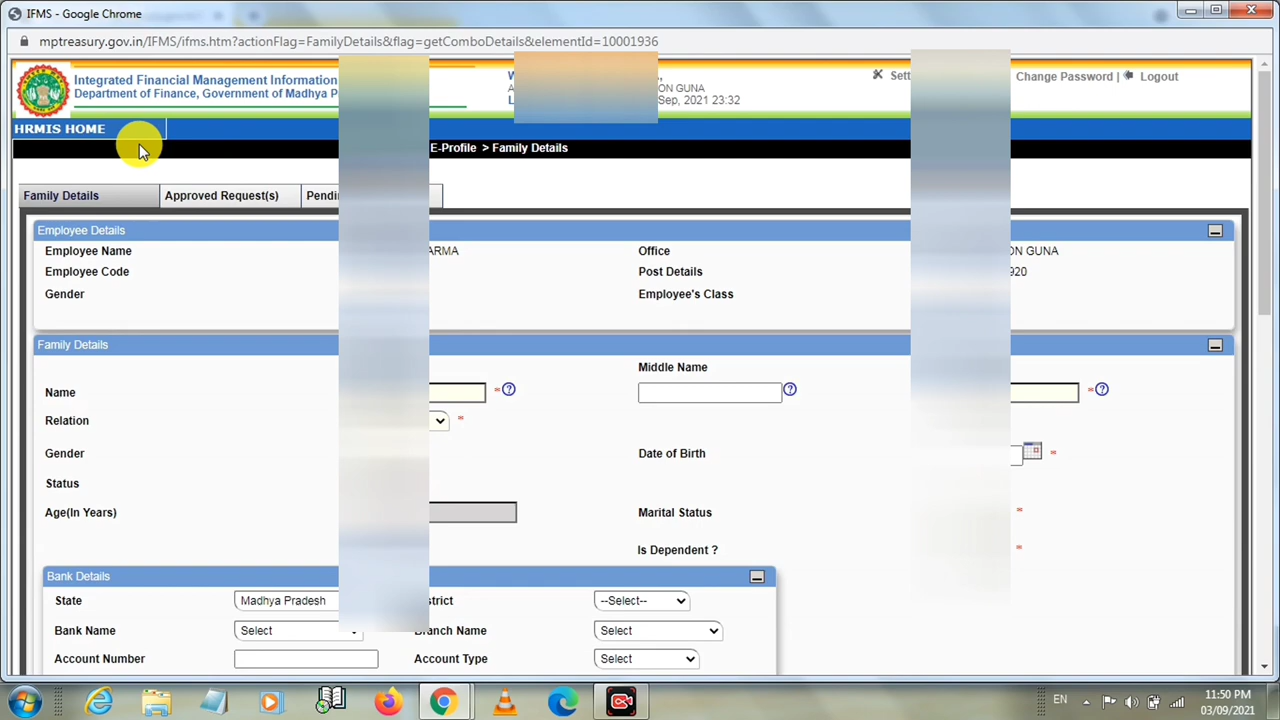 IFMS - Google Chrome
mptreasury.gov.in/IFMS/ifms.htm?actionFlag=FamilyDetails&flag=getComboDetails&elementId=10001936
Integrated Financial Management Information
Department of Finance, Government of Madhya
ON GUNA
Sep, 2021 23:32
Change Password | Logout
HRMIS HOME
E-Profile > Family Details
Family Details Approved Request(s)
Employee Details
Employee Name ARMA Office ON GUNA
Employee Code Post Details 920
Gender Employee's Class
Family Details
Middle Name
Name * *
Relation *
Gender Date of Birth *
Status
Age(In Years) Marital Status *
Is Dependent ? *
Bank Details
State Madhya Pradesh --Select--
Bank Name Select Branch Name Select
Account Number Account Type Select
EN 11:50 PM
03/09/2021